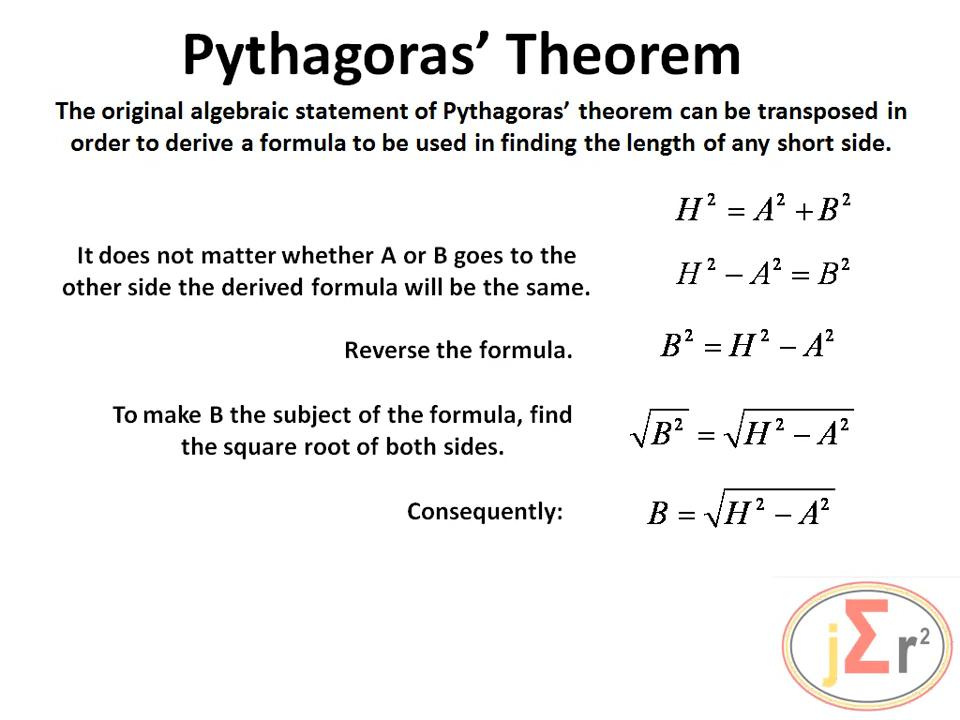 Pythagoras’ Theorem
The original algebraic statement of Pythagoras’ theorem can be transposed in
order to derive a formula to be used in finding the length of any short side.
H² = A² + B²
It does not matter whether A or B goes to the
other side the derived formula will be the same.
H² − A² = B²
Reverse the formula.
B² = H² − A²
To make B the subject of the formula, find
the square root of both sides.
√B² = √H² − A²
Consequently:
B = √H² − A²
jΣr²